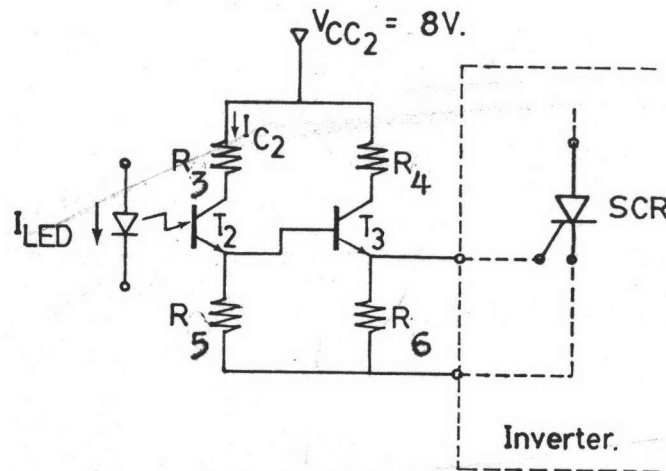 VCC2 = 8V.
IC2
R3
R4
ILED
T2
T3
SCR
R5
R6
Inverter.